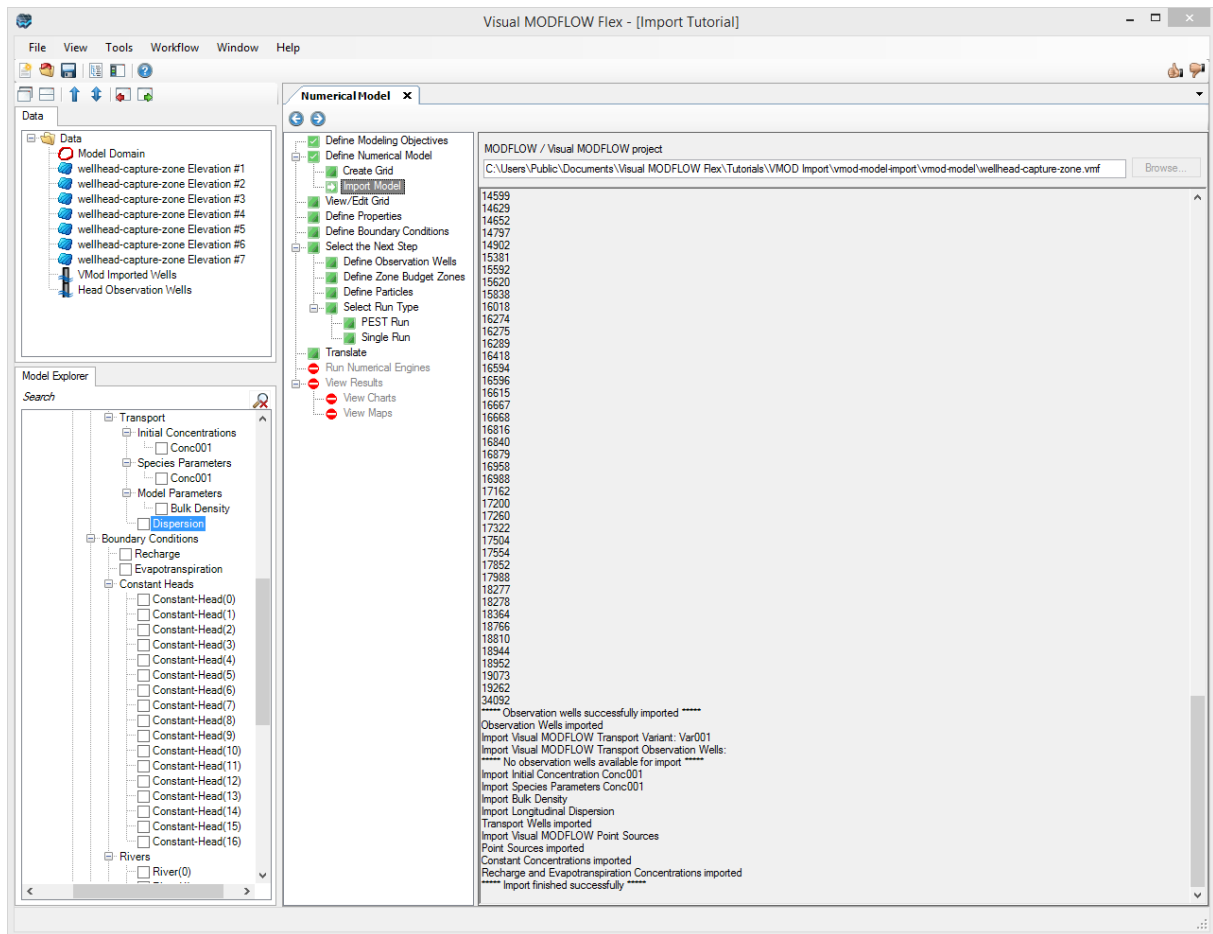 Visual MODFLOW Flex - [Import Tutorial]
File View Tools Workflow Window Help
Data
Data
Model Domain
wellhead-capture-zone Elevation #1
wellhead-capture-zone Elevation #2
wellhead-capture-zone Elevation #3
wellhead-capture-zone Elevation #4
wellhead-capture-zone Elevation #5
wellhead-capture-zone Elevation #6
wellhead-capture-zone Elevation #7
VMod Imported Wells
Head Observation Wells
Model Explorer
Search
Transport
Initial Concentrations
Conc001
Species Parameters
Conc001
Model Parameters
Bulk Density
Dispersion
Boundary Conditions
Recharge
Evapotranspiration
Constant Heads
Constant-Head(0)
Constant-Head(1)
Constant-Head(2)
Constant-Head(3)
Constant-Head(4)
Constant-Head(5)
Constant-Head(6)
Constant-Head(7)
Constant-Head(8)
Constant-Head(9)
Constant-Head(10)
Constant-Head(11)
Constant-Head(12)
Constant-Head(13)
Constant-Head(14)
Constant-Head(15)
Constant-Head(16)
Rivers
River(0)
NumericalModel X
Define Modeling Objectives
Define Numerical Model
Create Grid
Import Model
View/Edit Grid
Define Properties
Define Boundary Conditions
Select the Next Step
Define Observation Wells
Define Zone Budget Zones
Define Particles
Select Run Type
PEST Run
Single Run
Translate
Run Numerical Engines
View Results
View Charts
View Maps
MODFLOW / Visual MODFLOW project
C:\Users\Public\Documents\Visual MODFLOW Flex\Tutorials\VMOD Import\vmod-model-import\vmod-model\wellhead-capture-zone.vmf Browse...
14599
14629
14652
14797
14902
15381
15592
15620
15838
16018
16274
16275
16289
16418
16594
16596
16615
16667
16668
16816
16840
16879
16958
16988
17162
17200
17260
17322
17504
17554
17852
17988
18277
18278
18364
18766
18810
18944
18952
19073
19262
34092
***** Observation wells successfully imported *****
Observation Wells imported
Import Visual MODFLOW Transport Variant: Var001
Import Visual MODFLOW Transport Observation Wells:
***** No observation wells available for import *****
Import Initial Concentration Conc001
Import Species Parameters Conc001
Import Bulk Density
Import Longitudinal Dispersion
Transport Wells imported
Import Visual MODFLOW Point Sources
Point Sources imported
Constant Concentrations imported
Recharge and Evapotranspiration Concentrations imported
***** Import finished successfully *****